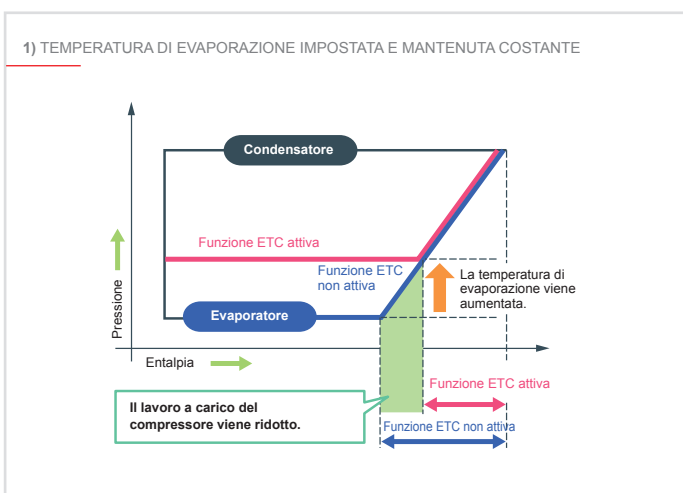 1) TEMPERATURA DI EVAPORAZIONE IMPOSTATA E MANTENUTA COSTANTE
Condensatore
Funzione ETC attiva
Funzione ETC
non attiva
La temperatura di
evaporazione viene
aumentata.
Pressione
Evaporatore
Entalpia
Funzione ETC attiva
Il lavoro a carico del
compressore viene ridotto.
Funzione ETC non attiva